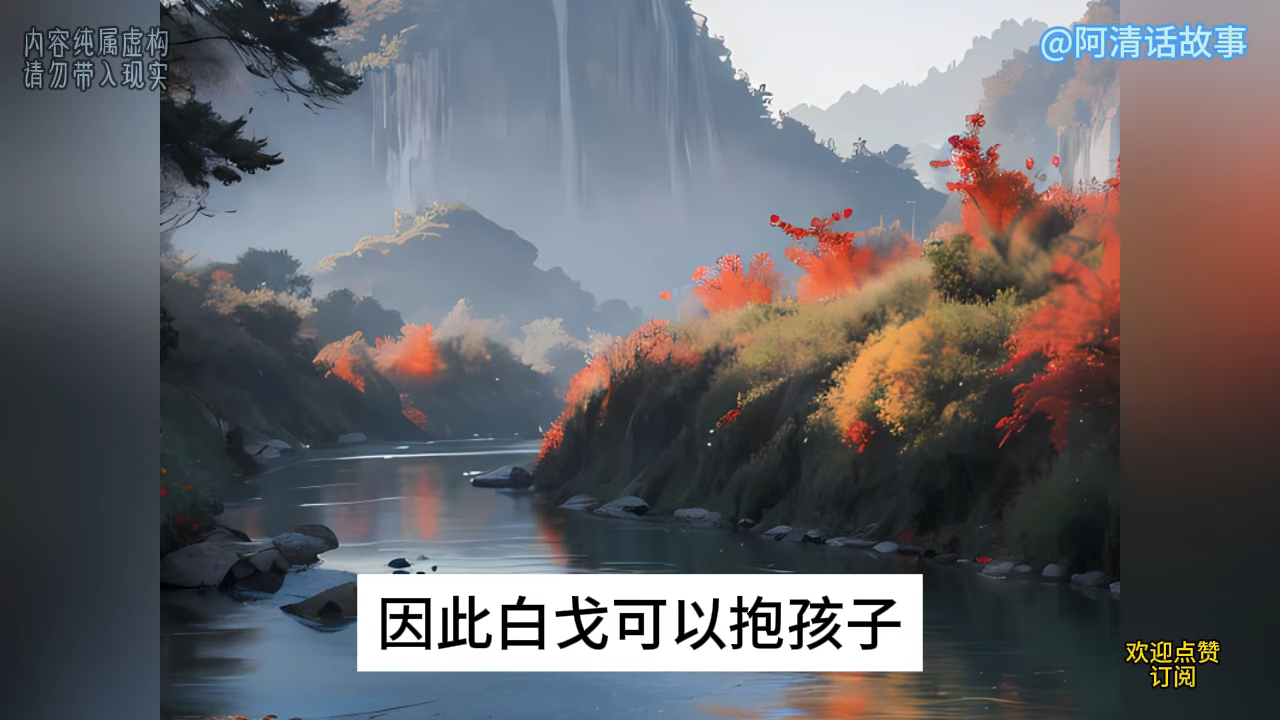 内容纯属虚构
请勿带入现实
@阿清话故事
因此白戈可以抱孩子
欢迎点赞
订阅